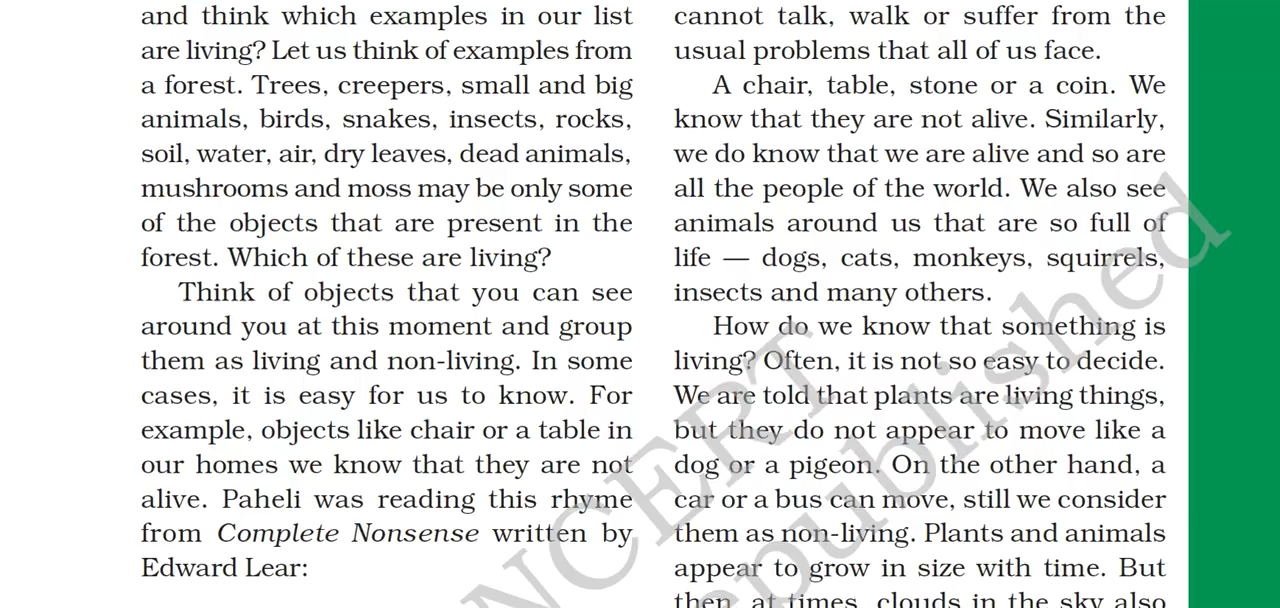 and think which examples in our list
are living? Let us think of examples from
a forest. Trees, creepers, small and big
animals, birds, snakes, insects, rocks,
soil, water, air, dry leaves, dead animals,
mushrooms and moss may be only some
of the objects that are present in the
forest. Which of these are living?
Think of objects that you can see
around you at this moment and group
them as living and non-living. In some
cases, it is easy for us to know. For
example, objects like chair or a table in
our homes we know that they are not
alive. Paheli was reading this rhyme
from Complete Nonsense written by
Edward Lear:
cannot talk, walk or suffer from the
usual problems that all of us face.
A chair, table, stone or a coin. We
know that they are not alive. Similarly,
we do know that we are alive and so are
all the people of the world. We also see
animals around us that are so full of
life — dogs, cats, monkeys, squirrels,
insects and many others.
How do we know that something is
living? Often, it is not so easy to decide.
We are told that plants are living things,
but they do not appear to move like a
dog or a pigeon. On the other hand, a
car or a bus can move, still we consider
them as non-living. Plants and animals
appear to grow in size with time. But
then, at times, clouds in the sky also
NCERT
republished